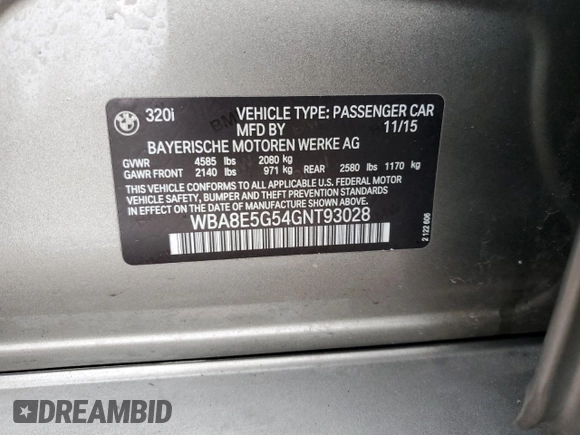 320i VEHICLE TYPE: PASSENGER CAR
MFD BY 11/15
BAYERISCHE MOTOREN WERKE AG
GVWR 4585 lbs 2080 kg
GAWR FRONT 2140 lbs 971 kg REAR 2580 lbs 1170 kg
THIS VEHICLE CONFORMS TO ALL APPLICABLE U.S. FEDERAL MOTOR
VEHICLE SAFETY, BUMPER AND THEFT PREVENTION STANDARDS
IN EFFECT ON THE DATE OF MANUFACTURE SHOWN ABOVE.
WBA8E5G54GNT93028
2 122 606
DREAMBID